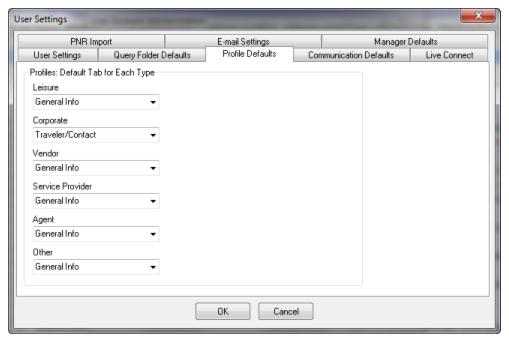 User Settings
PNR Import
E-mail Settings
Manager Defaults
User Settings
Query Folder Defaults
Profile Defaults
Communication Defaults
Live Connect
Profiles: Default Tab for Each Type
Leisure
General Info
Corporate
Traveler/Contact
Vendor
General Info
Service Provider
General Info
Agent
General Info
Other
General Info
OK
Cancel